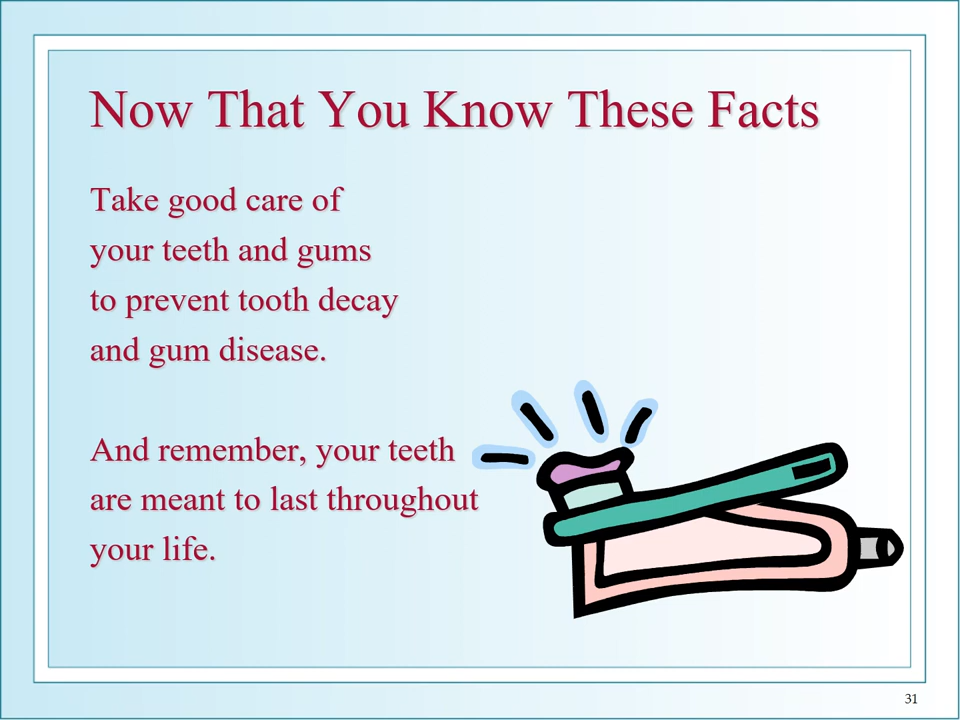 Now That You Know These Facts
Take good care of
your teeth and gums
to prevent tooth decay
and gum disease.
And remember, your teeth
are meant to last throughout
your life.
31